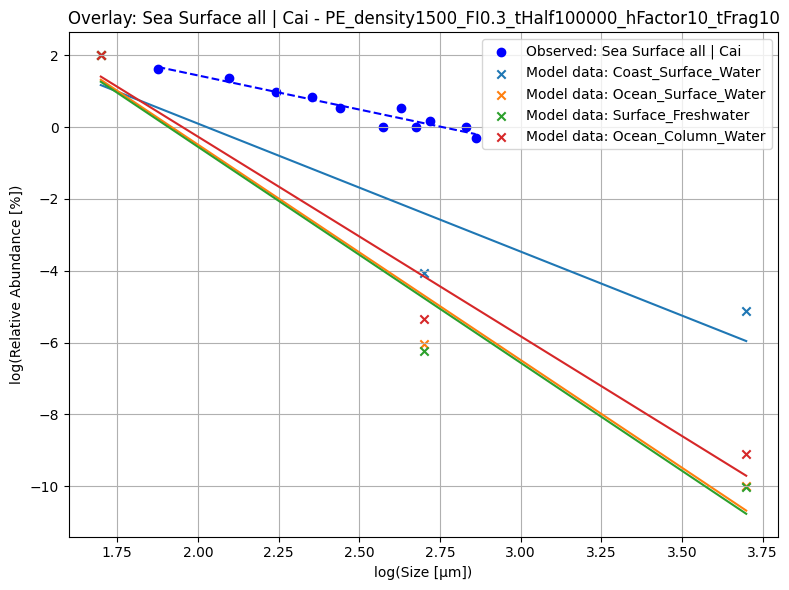 Overlay: Sea Surface all | Cai - PE_density1500_FI0.3_tHalf100000_hFactor10_tFrag10
Observed: Sea Surface all | Cai
Model data: Coast_Surface_Water
Model data: Ocean_Surface_Water
Model data: Surface_Freshwater
Model data: Ocean_Column_Water
log(Relative Abundance [%])
2
0
−2
−4
−6
−8
−10
1.75 2.00 2.25 2.50 2.75 3.00 3.25 3.50 3.75
log(Size [µm])